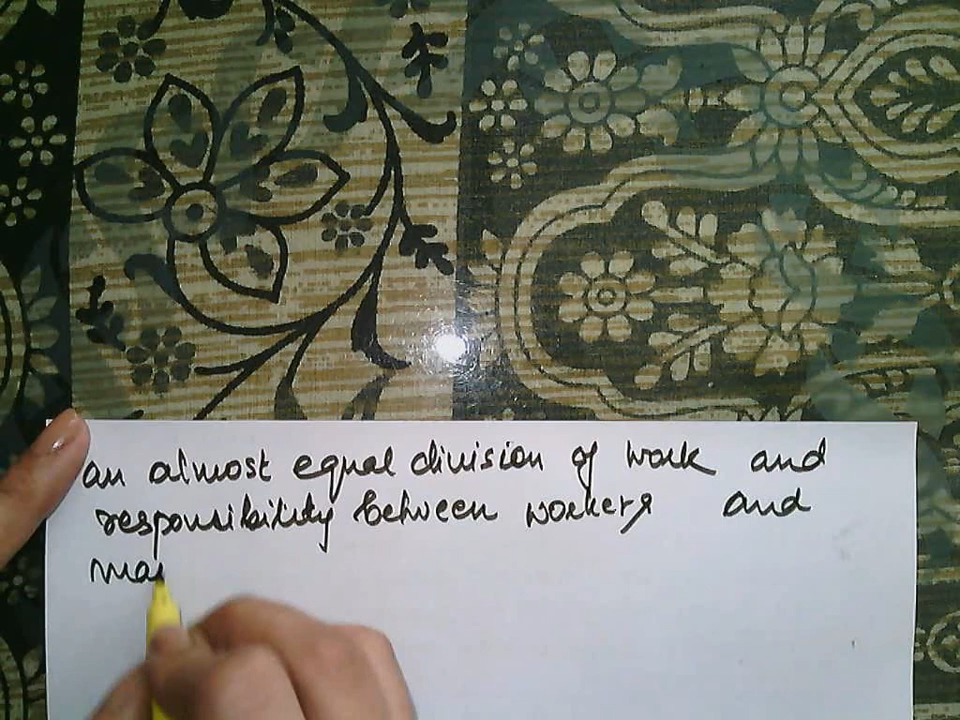 an almost equal division of work and
responsibility between workers and
ma